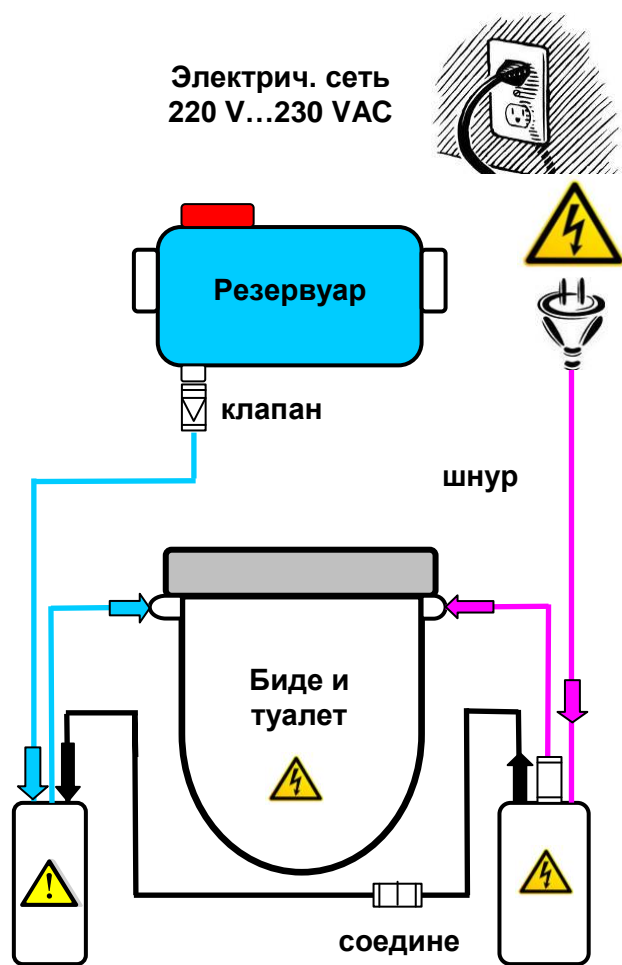 Электрич. сеть
220 V...230 VAC
Резервуар
клапан
шнур
Биде и
туалет
соедине